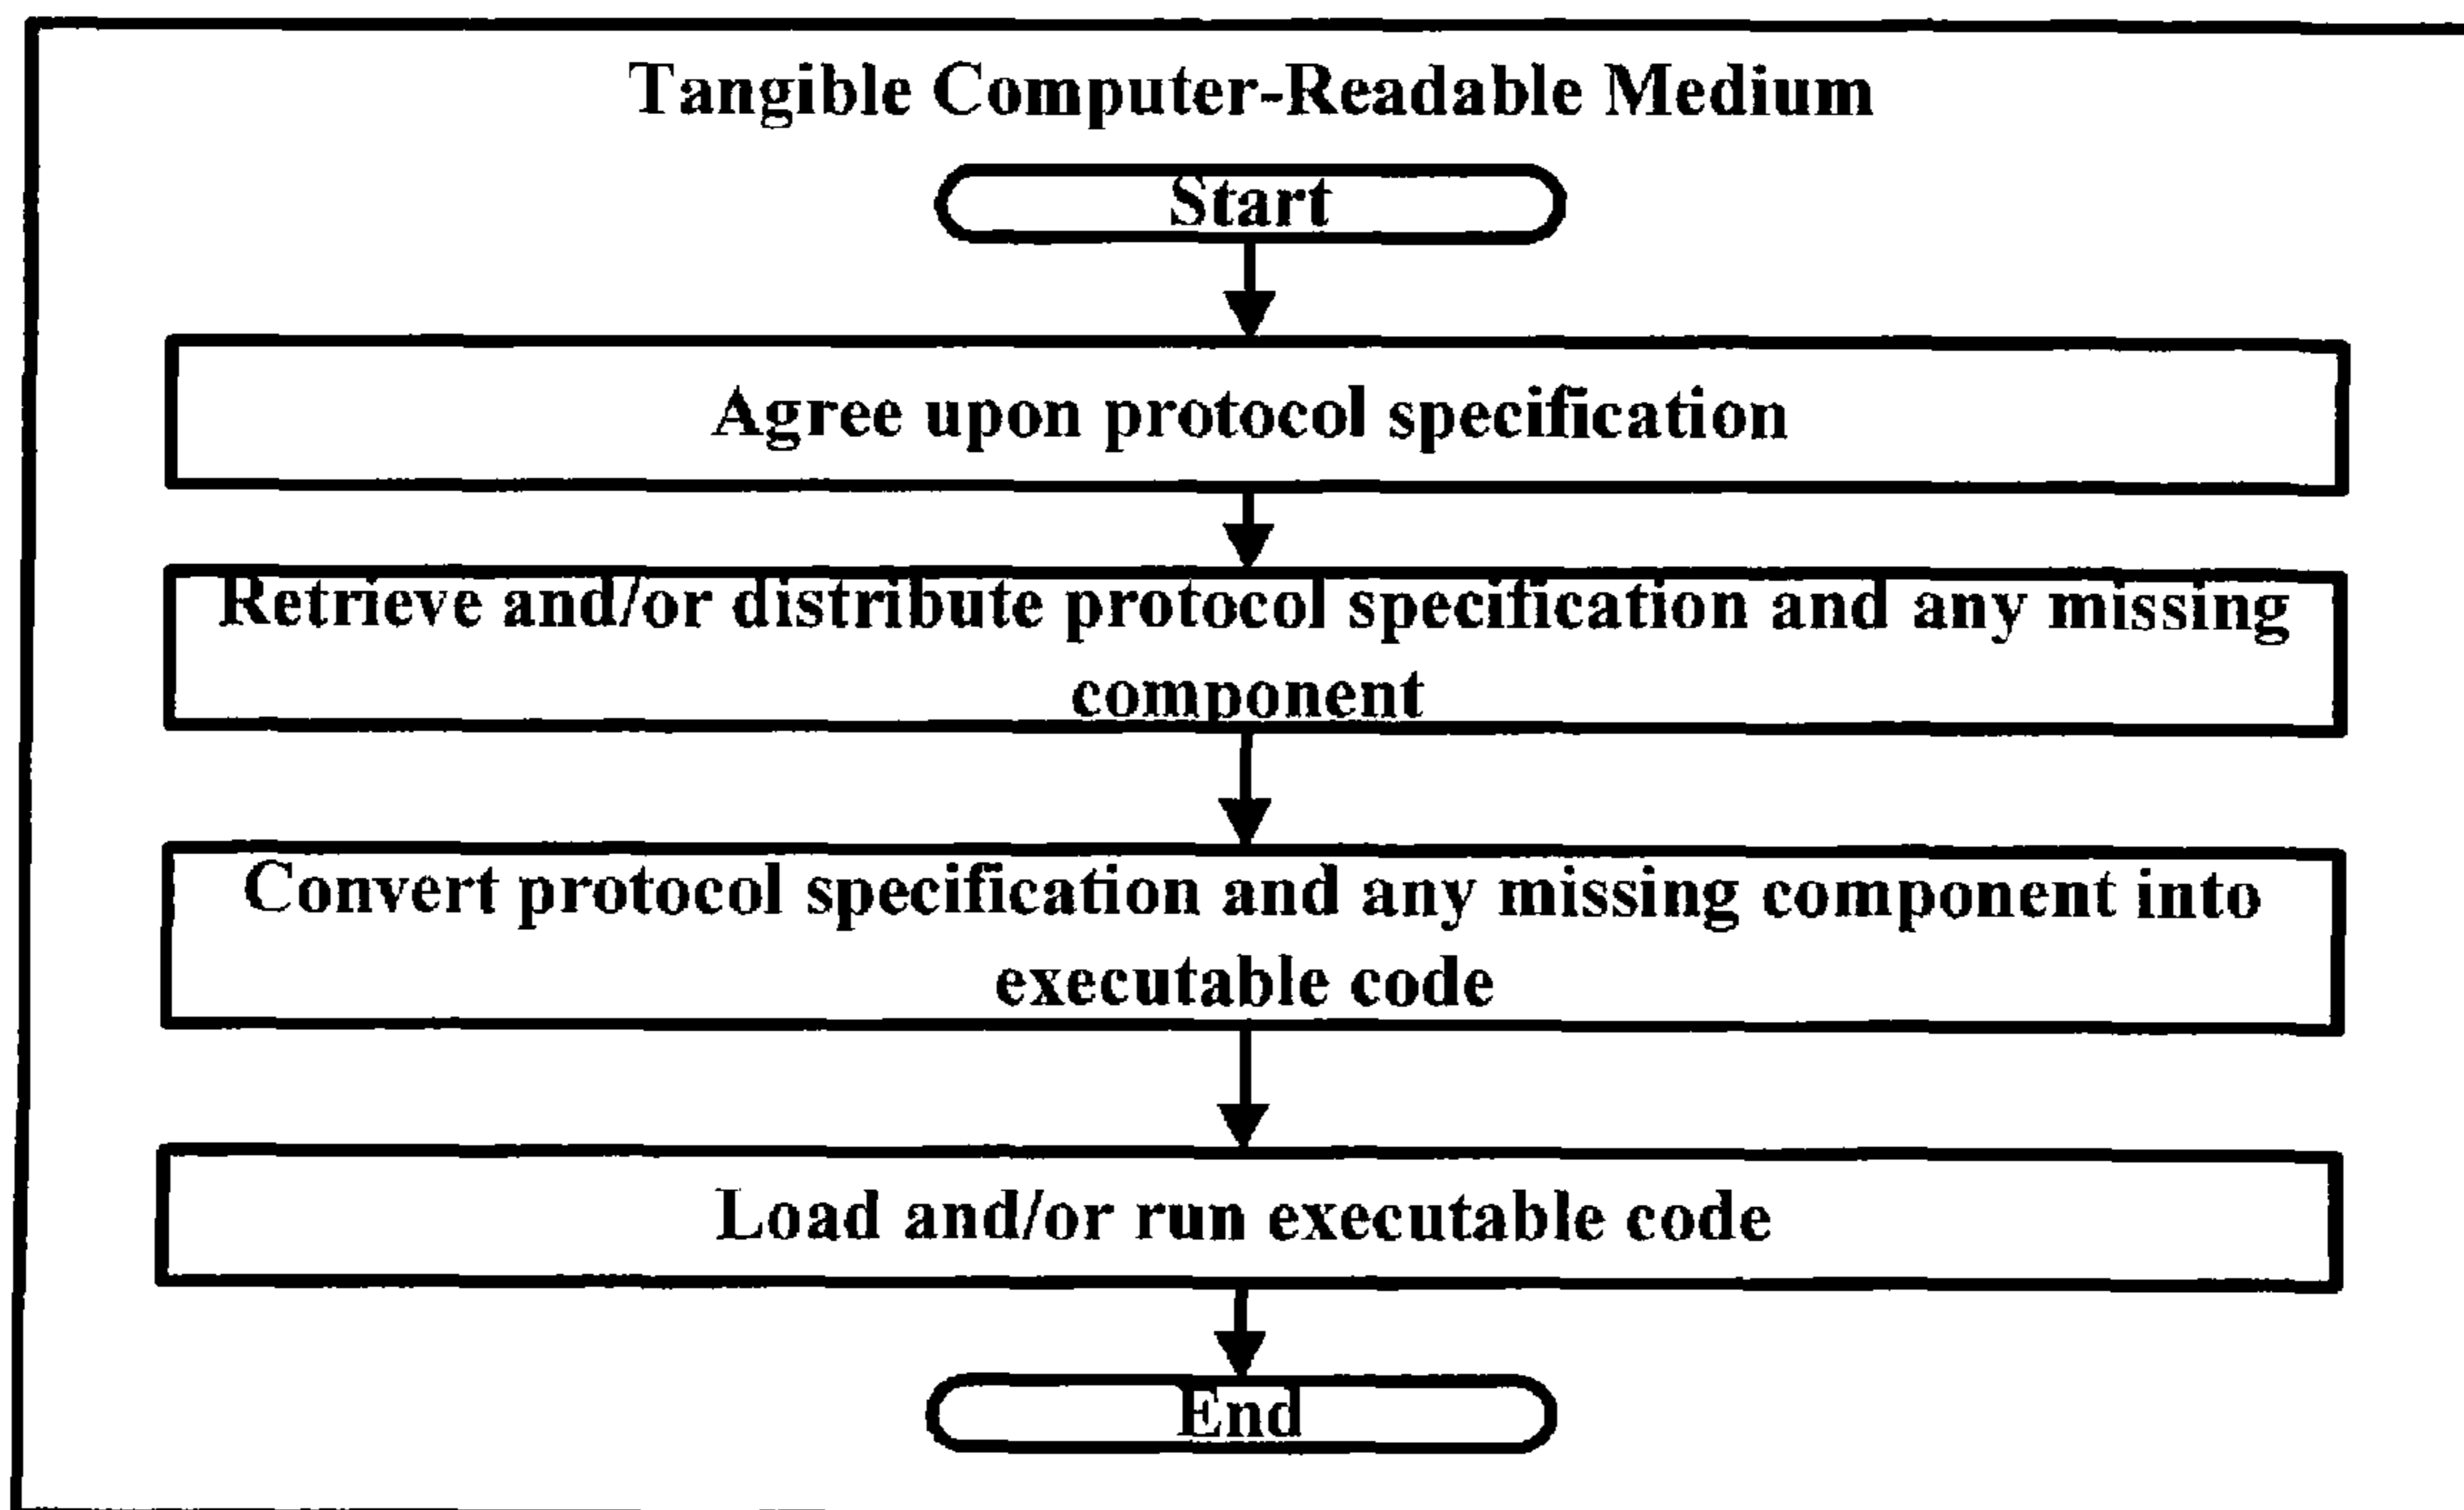 Tangible Computer-Readable Medium
Start
Agree upon protocol specification
Retrieve and/or distribute protocol specification and any missing
component
Convert protocol specification and any missing component into
executable code
Load and/or run executable code
End